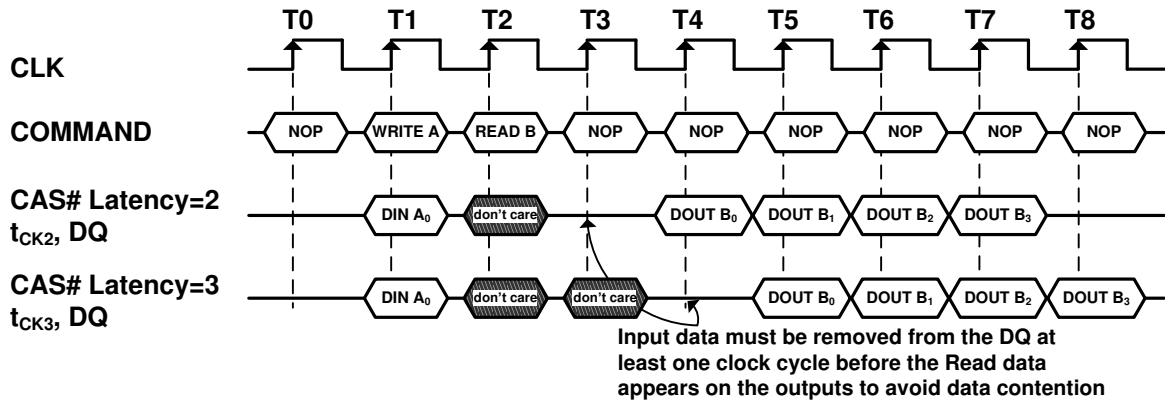 T0 T1 T2 T3 T4 T5 T6 T7 T8
CLK
COMMAND NOP WRITE A READ B NOP NOP NOP NOP NOP NOP
CAS# Latency=2
tCK2, DQ
DIN A0 don't care DOUT B0 DOUT B1 DOUT B2 DOUT B3
CAS# Latency=3
tCK3, DQ
DIN A0 don't care don't care DOUT B0 DOUT B1 DOUT B2 DOUT B3
Input data must be removed from the DQ at
least one clock cycle before the Read data
appears on the outputs to avoid data contention